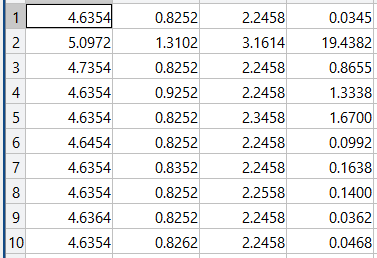 1 4.6354 0.8252 2.2458 0.0345
2 5.0972 1.3102 3.1614 19.4382
3 4.7354 0.8252 2.2458 0.8655
4 4.6354 0.9252 2.2458 1.3338
5 4.6354 0.8252 2.3458 1.6700
6 4.6454 0.8252 2.2458 0.0992
7 4.6354 0.8352 2.2458 0.1638
8 4.6354 0.8252 2.2558 0.1400
9 4.6364 0.8252 2.2458 0.0362
10 4.6354 0.8262 2.2458 0.0468